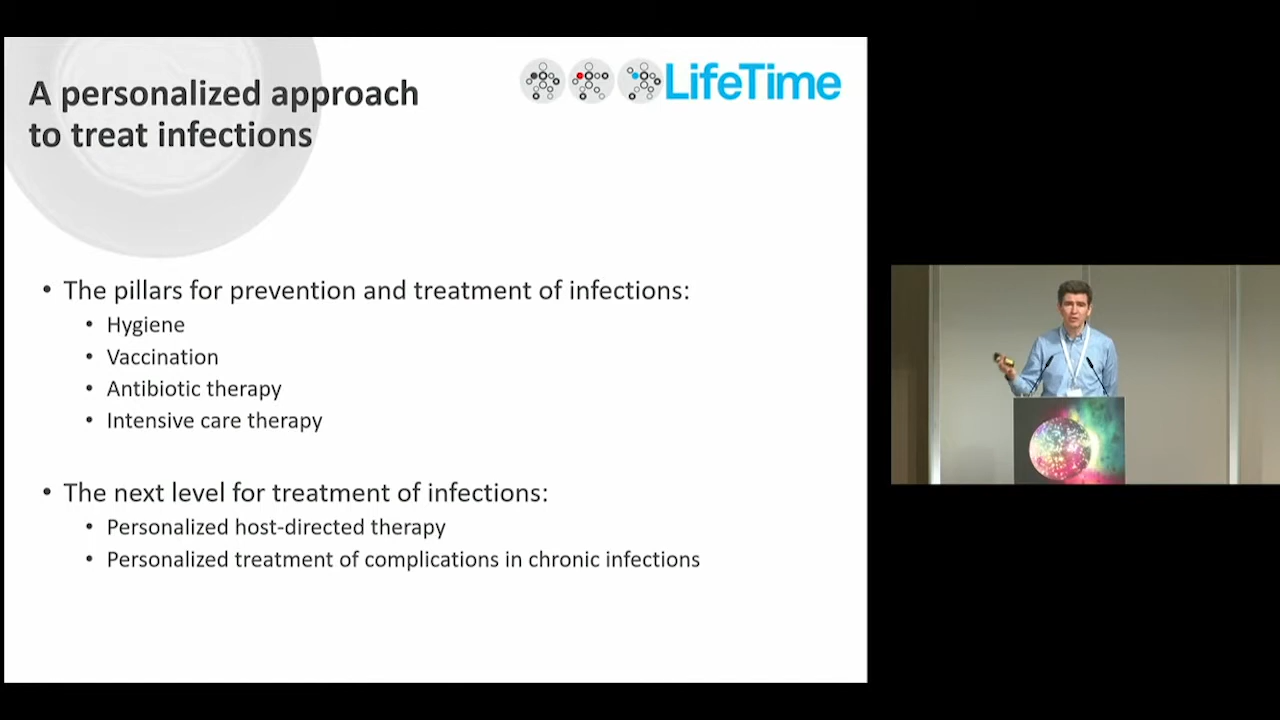 A personalized approach
to treat infections
LifeTime
• The pillars for prevention and treatment of infections:
• Hygiene
• Vaccination
• Antibiotic therapy
• Intensive care therapy
• The next level for treatment of infections:
• Personalized host-directed therapy
• Personalized treatment of complications in chronic infections